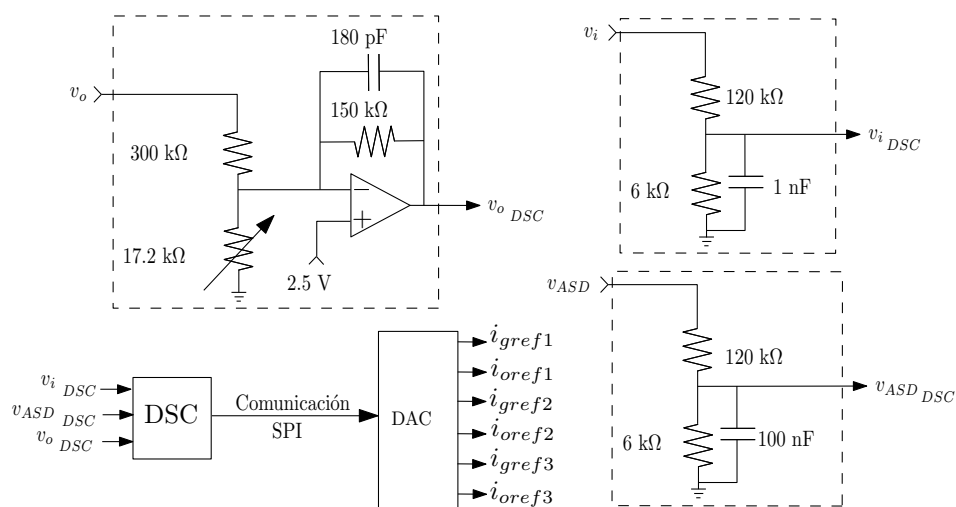 180 pF
v_o
150 kΩ
300 kΩ
−
+
v_o DSC
17.2 kΩ
2.5 V
v_i
120 kΩ
v_i DSC
6 kΩ
1 nF
v_ASD
120 kΩ
v_ASD DSC
6 kΩ
100 nF
v_i DSC
v_ASD DSC
v_o DSC
DSC
Comunicación
SPI
DAC
i_gref1
i_oref1
i_gref2
i_oref2
i_gref3
i_oref3